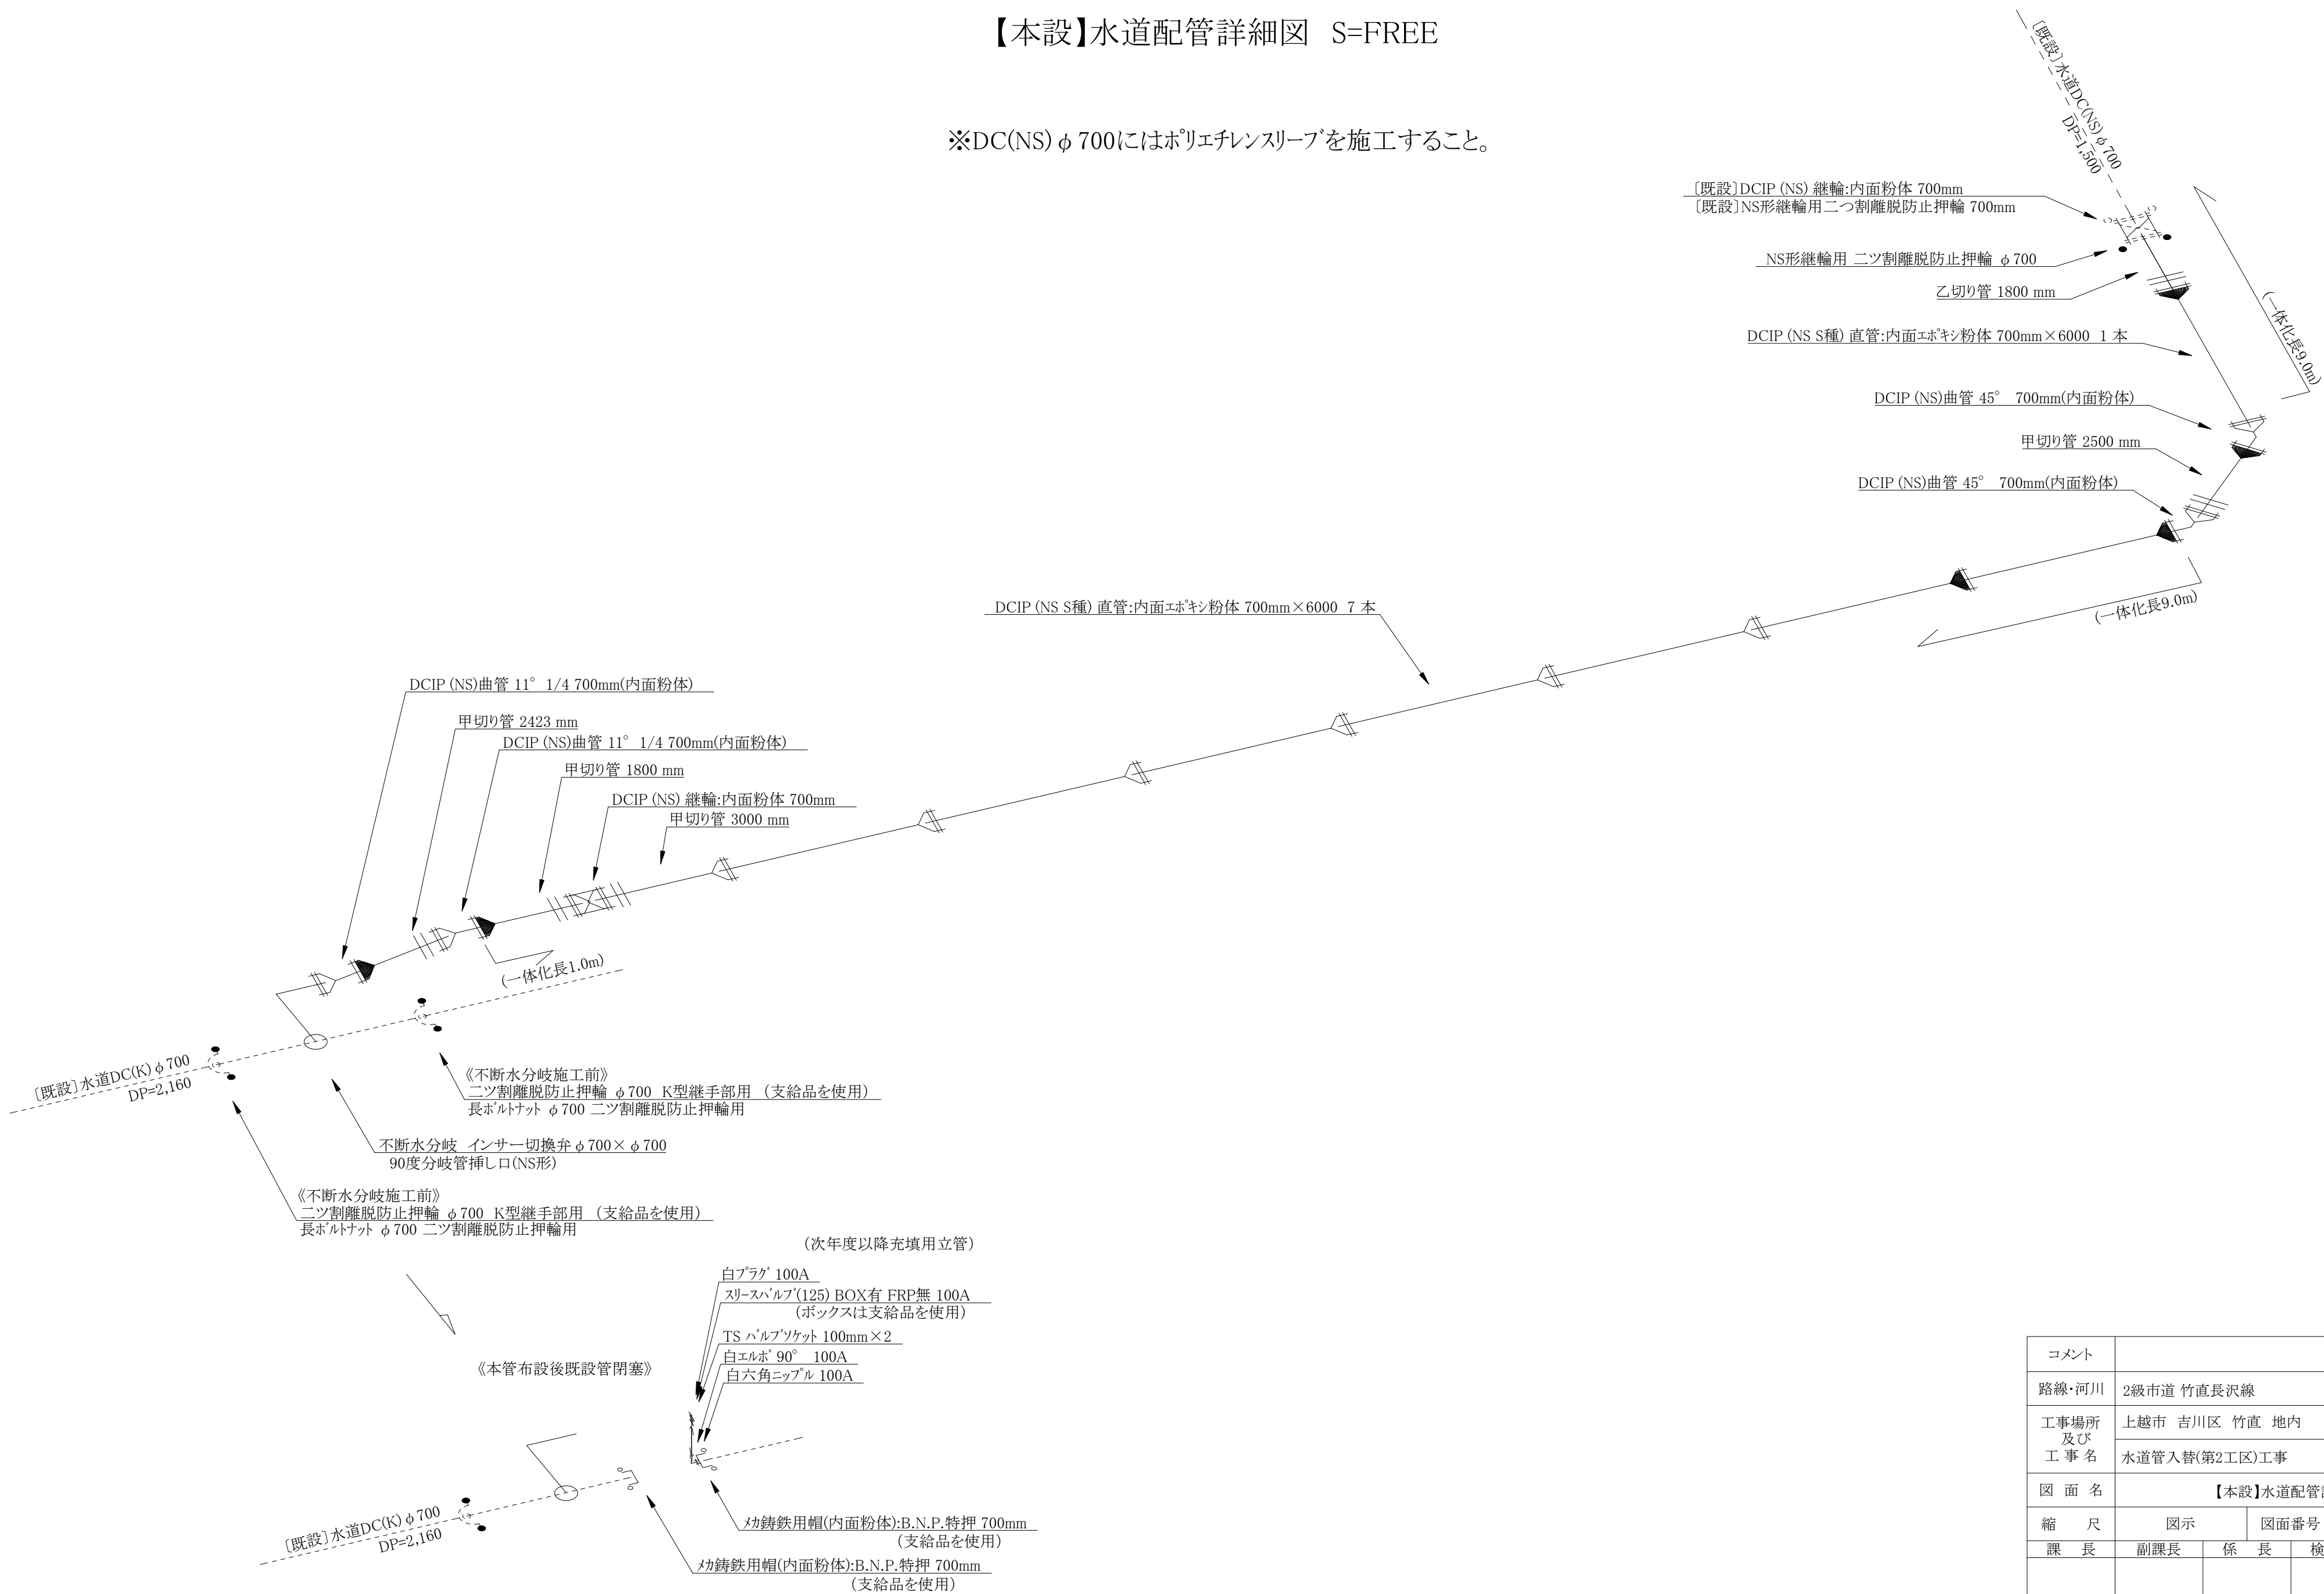 【本設】水道配管詳細図 S=FREE
※DC(NS)φ700にはポリエチレンスリーブを施工すること。
〔既設〕水道DC(NS)φ700
DP=1,500
〔既設〕DCIP (NS) 継輪:内面粉体 700mm
〔既設〕NS形継輪用二つ割離脱防止押輪 700mm
NS形継輪用 二ツ割離脱防止押輪 φ700
乙切り管 1800 mm
(一体化長9.0m)
DCIP (NS S種) 直管:内面エポキシ粉体 700mm×6000 1 本
DCIP (NS)曲管 45° 700mm(内面粉体)
甲切り管 2500 mm
DCIP (NS)曲管 45° 700mm(内面粉体)
(一体化長9.0m)
DCIP (NS S種) 直管:内面エポキシ粉体 700mm×6000 7 本
DCIP (NS)曲管 11° 1/4 700mm(内面粉体)
甲切り管 2423 mm
DCIP (NS)曲管 11° 1/4 700mm(内面粉体)
甲切り管 1800 mm
DCIP (NS) 継輪:内面粉体 700mm
甲切り管 3000 mm
(一体化長1.0m)
〔既設〕水道DC(K)φ700
DP=2,160
《不断水分岐施工前》
二ツ割離脱防止押輪 φ700 K型継手部用 (支給品を使用)
長ボルトナット φ700 二ツ割離脱防止押輪用
不断水分岐 インサー切換弁φ700×φ700
90度分岐管挿し口(NS形)
《不断水分岐施工前》
二ツ割離脱防止押輪 φ700 K型継手部用 (支給品を使用)
長ボルトナット φ700 二ツ割離脱防止押輪用
(次年度以降充填用立管)
白プラグ 100A
スリースバルブ(125) BOX有 FRP無 100A
(ボックスは支給品を使用)
TS バルブソケット 100mm×2
白エルボ 90° 100A
白六角ニップル 100A
《本管布設後既設管閉塞》
〔既設〕水道DC(K)φ700
DP=2,160
メカ鋳鉄用帽(内面粉体):B.N.P.特押 700mm
(支給品を使用)
メカ鋳鉄用帽(内面粉体):B.N.P.特押 700mm
(支給品を使用)
コメント
路線・河川 2級市道 竹直長沢線
工事場所
及び
工事名
上越市 吉川区 竹直 地内
水道管入替(第2工区)工事
図面名 【本設】水道配管
縮尺 図示 図面番号
課長 副課長 係長 検